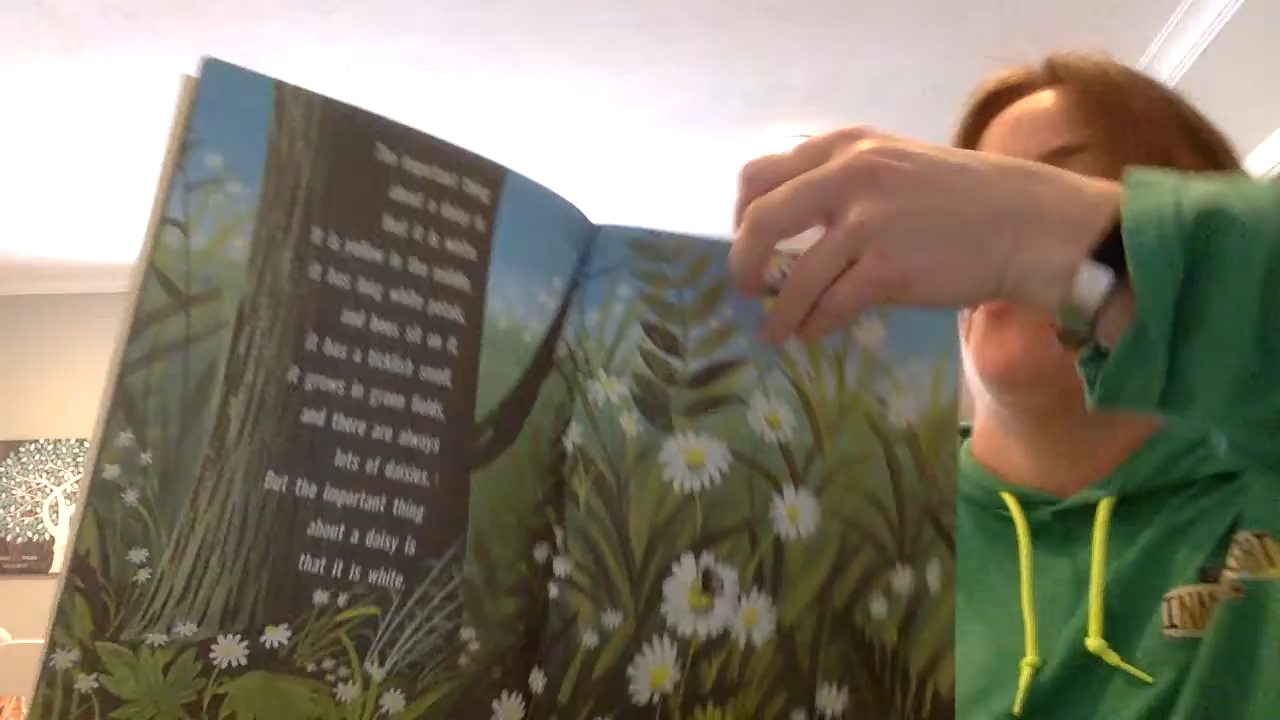 The important thing
about a daisy is
that it is white.
It is yellow in the middle,
it has long white petals,
and bees sit on it,
it has a ticklish smell,
it grows in green fields,
and there are always
lots of daisies.
But the important thing
about a daisy is
that it is white.